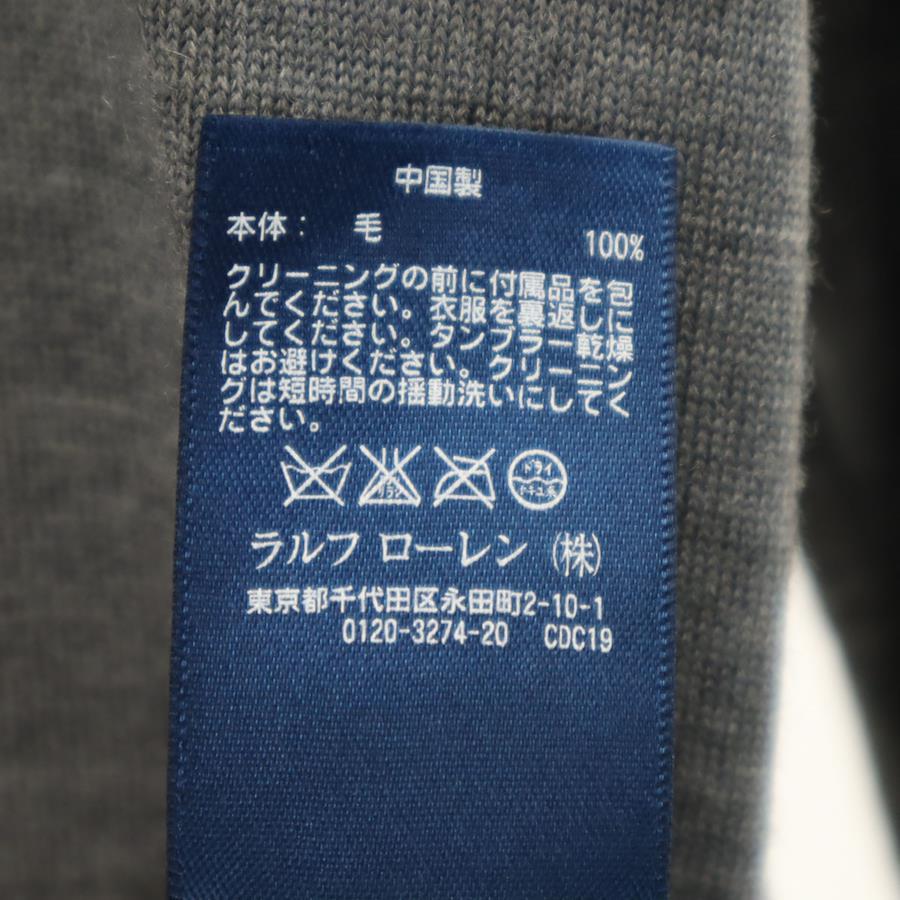 中国製
本体： 毛 100%
クリーニングの前に付属品を包
んでください。衣服を裏返しに
してください。タンブラー乾燥
はお避けください。クリーニン
グは短時間の揺動洗いにしてく
ださい。
ドライ
ラルフ ローレン (株)
東京都千代田区永田町2-10-1
0120-3274-20 CDC19